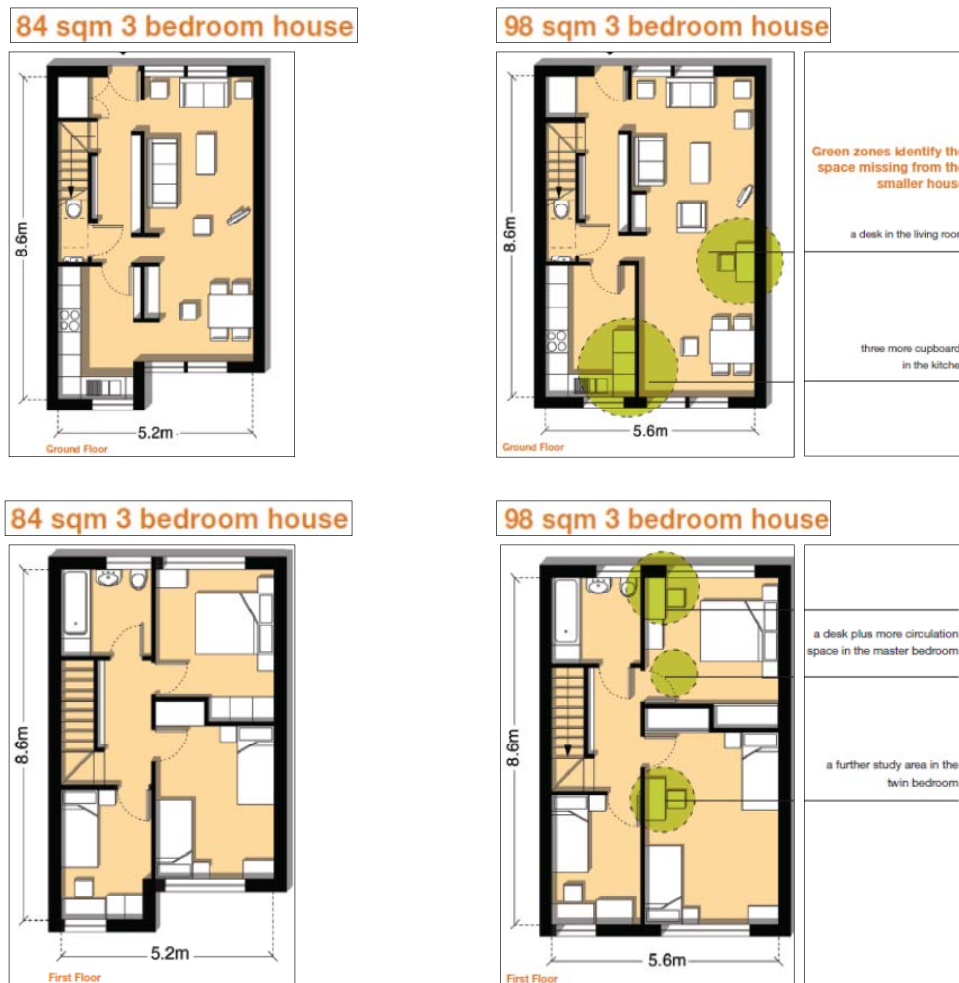 84 sqm 3 bedroom house
98 sqm 3 bedroom house
8.6m
5.2m
Ground Floor
8.6m
5.6m
Ground Floor
Green zones identify the
space missing from the
smaller house
a desk in the living room
three more cupboard
in the kitche
84 sqm 3 bedroom house
98 sqm 3 bedroom house
8.6m
5.2m
First Floor
8.6m
5.6m
First Floor
a desk plus more circulation
space in the master bedroom
a further study area in the
twin bedroom